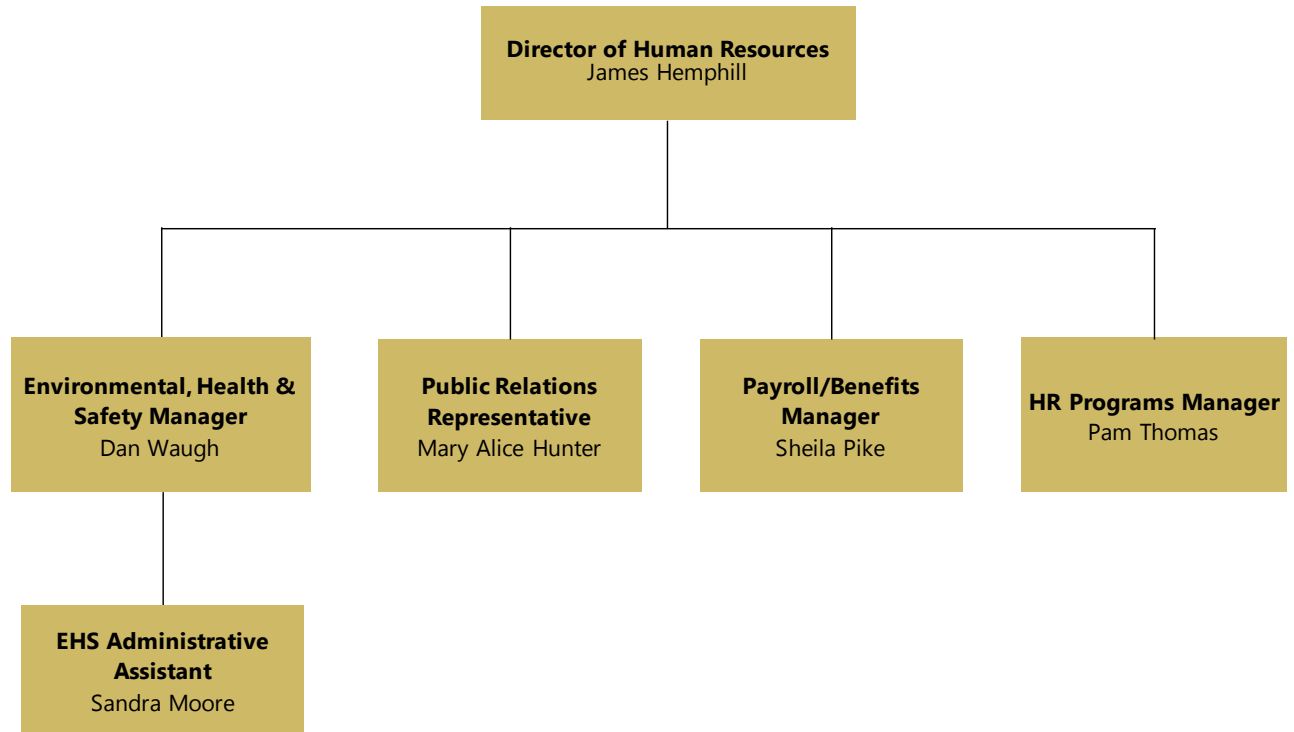 Director of Human Resources
James Hemphill
Environmental, Health &
Safety Manager
Dan Waugh
Public Relations
Representative
Mary Alice Hunter
Payroll/Benefits
Manager
Sheila Pike
HR Programs Manager
Pam Thomas
EHS Administrative
Assistant
Sandra Moore